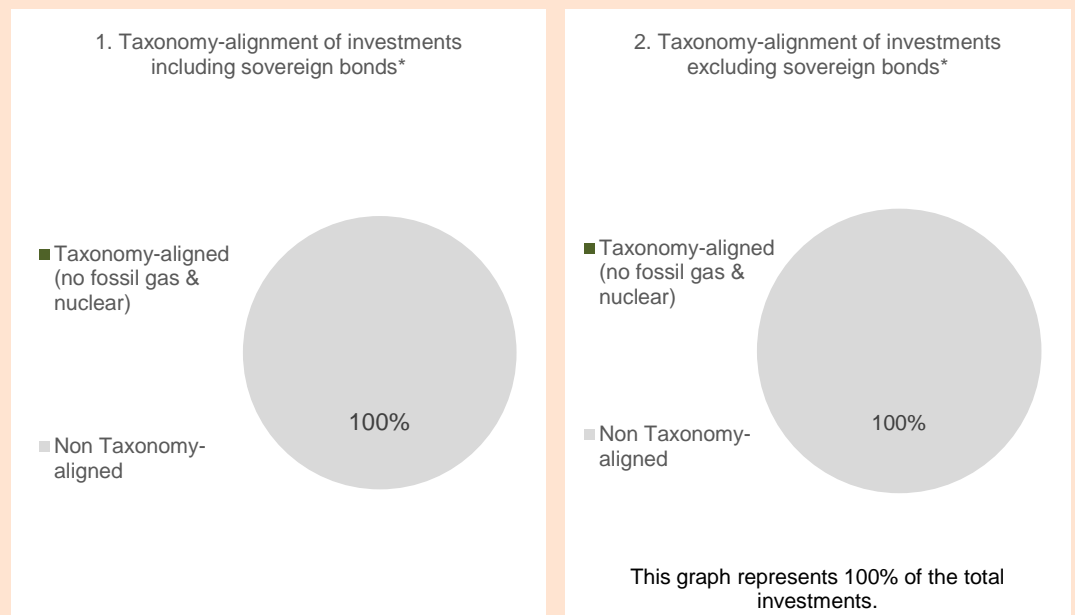 1. Taxonomy-alignment of investments
including sovereign bonds*
Taxonomy-aligned
(no fossil gas &
nuclear)
Non Taxonomy-
aligned
100%
2. Taxonomy-alignment of investments
excluding sovereign bonds*
Taxonomy-aligned
(no fossil gas &
nuclear)
Non Taxonomy-
aligned
100%
This graph represents 100% of the total
investments.